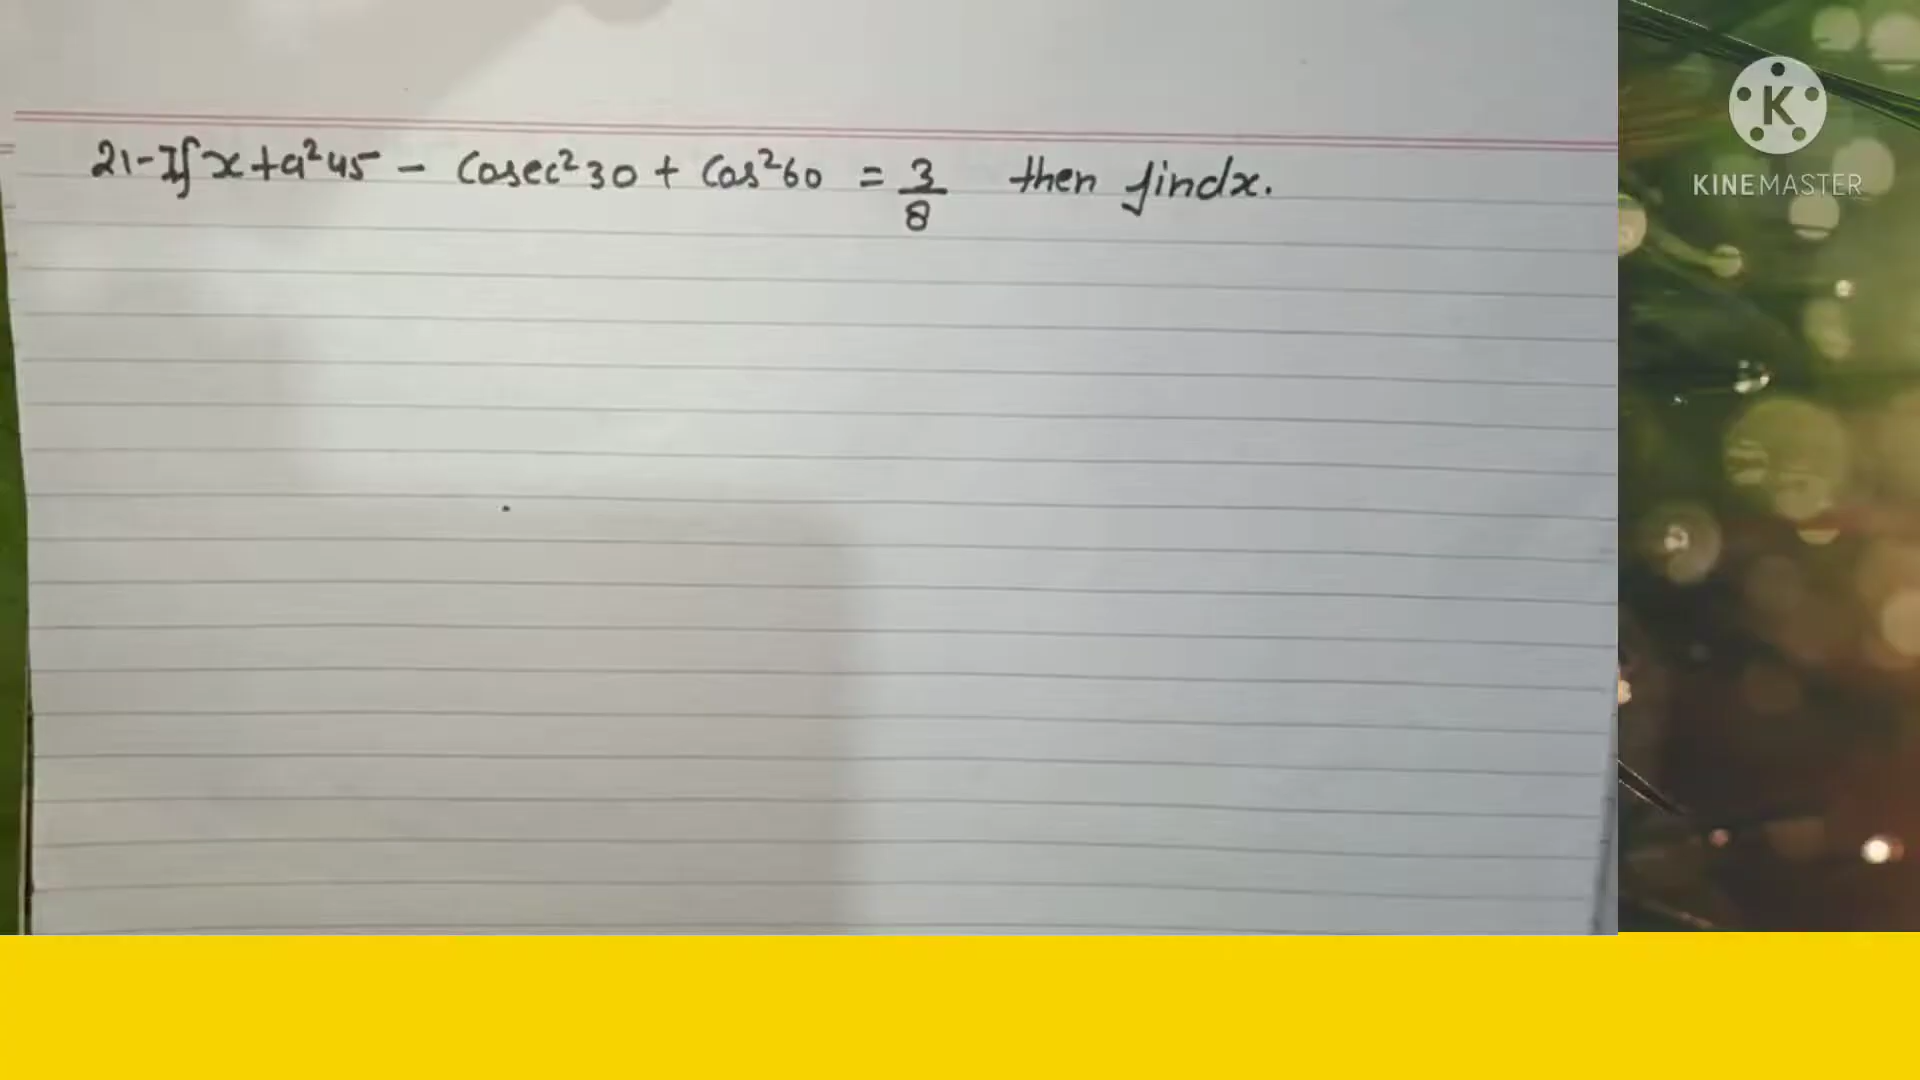 21-If x+a²45 - Cosec²30 + Cos²60 = 3/8 then findx.
K
KINEMASTER